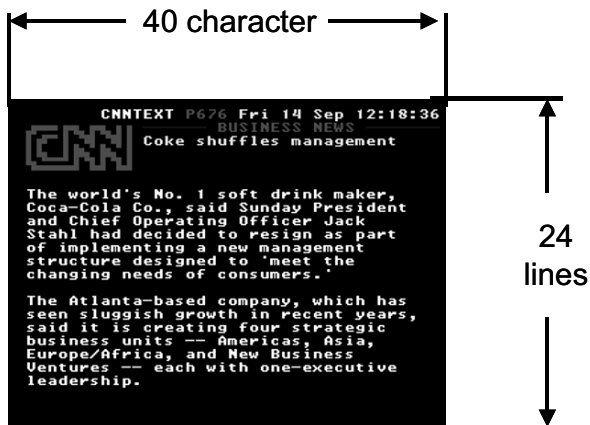 40 character
CNNTEXT P676 Fri 14 Sep 12:18:36
BUSINESS NEWS
CNN
Coke shuffles management
The world's No. 1 soft drink maker,
Coca-Cola Co., said Sunday President
and Chief Operating Officer Jack
Stahl had decided to resign as part
of implementing a new management
structure designed to 'meet the
changing needs of consumers.'
The Atlanta-based company, which has
seen sluggish growth in recent years,
said it is creating four strategic
business units -- Americas, Asia,
Europe/Africa, and New Business
Ventures -- each with one-executive
leadership.
24
lines